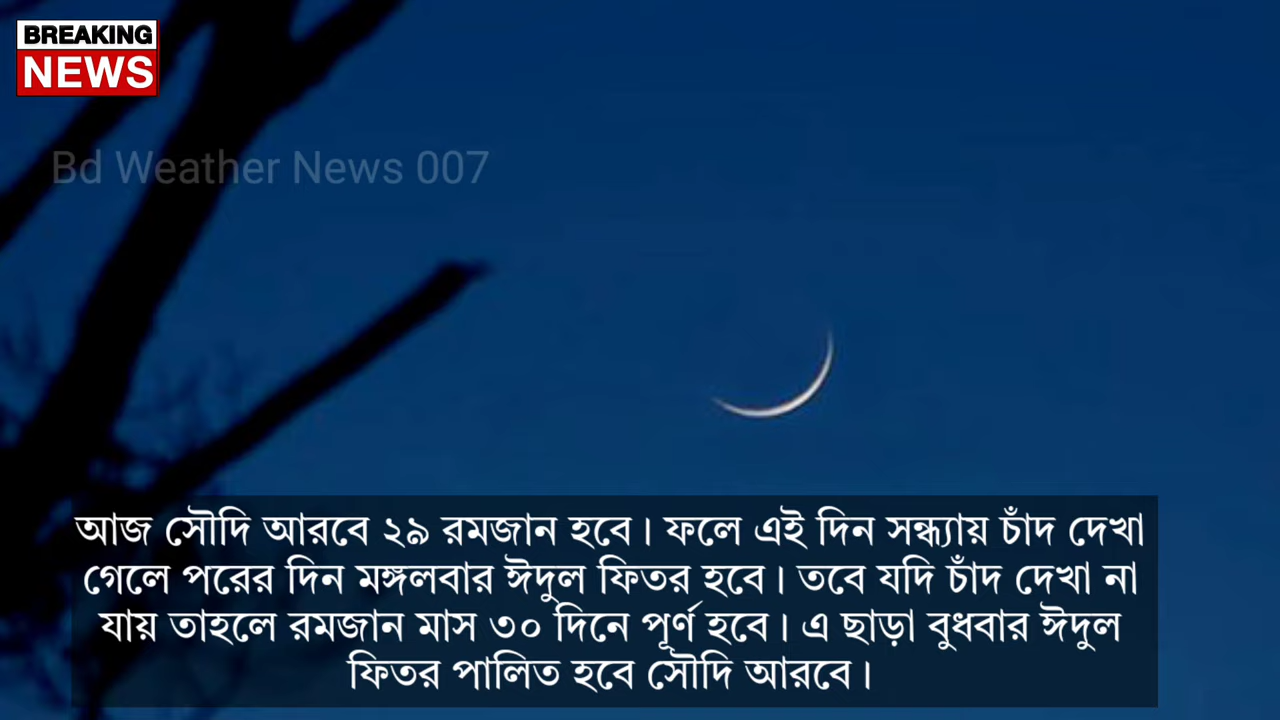 BREAKING
NEWS
Bd Weather News 007
আজ সৌদি আরবে ২৯ রমজান হবে। ফলে এই দিন সন্ধ্যায় চাঁদ দেখা
গেলে পরের দিন মঙ্গলবার ঈদুল ফিতর হবে। তবে যদি চাঁদ দেখা না
যায় তাহলে রমজান মাস ৩০ দিনে পূর্ণ হবে। এ ছাড়া বুধবার ঈদুল
ফিতর পালিত হবে সৌদি আরবে।